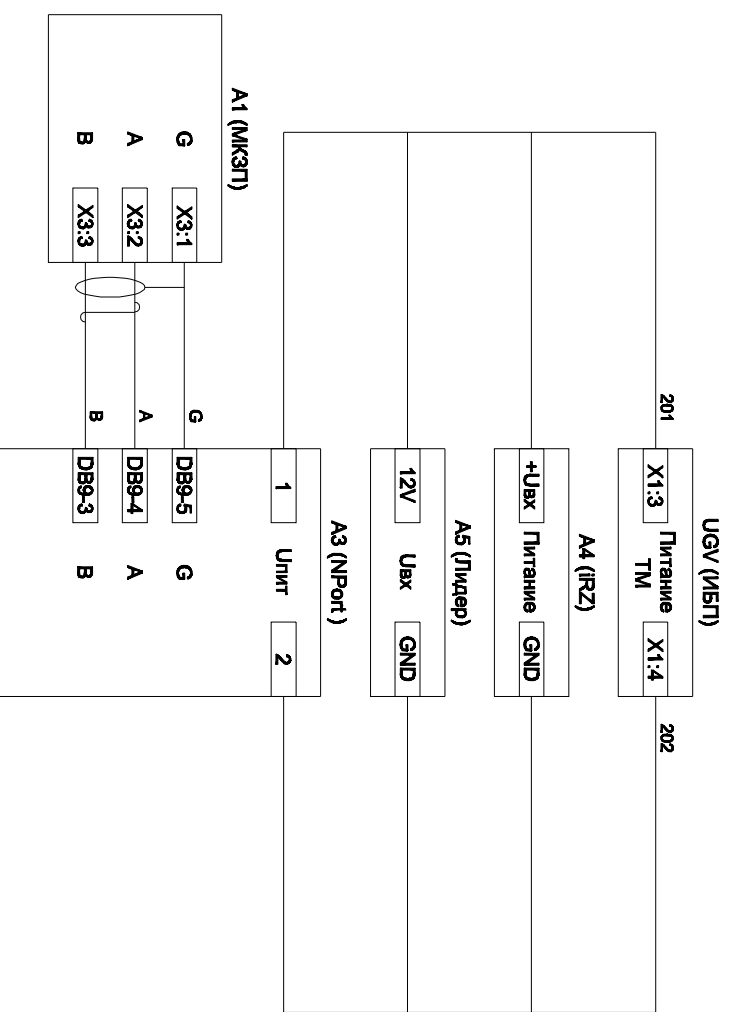 UGV (ИБП)
201
X1:3
Питание
ТМ
X1:4
202
A4 (iRZ)
+Uвх
Питание
GND
A5 (Лидер)
12V
Uвх
GND
A3 (NPort )
1
Uпит
2
A1 (МКЗП)
G
X3:1
G
DB9-5
G
A
X3:2
A
DB9-4
A
B
X3:3
B
DB9-3
B